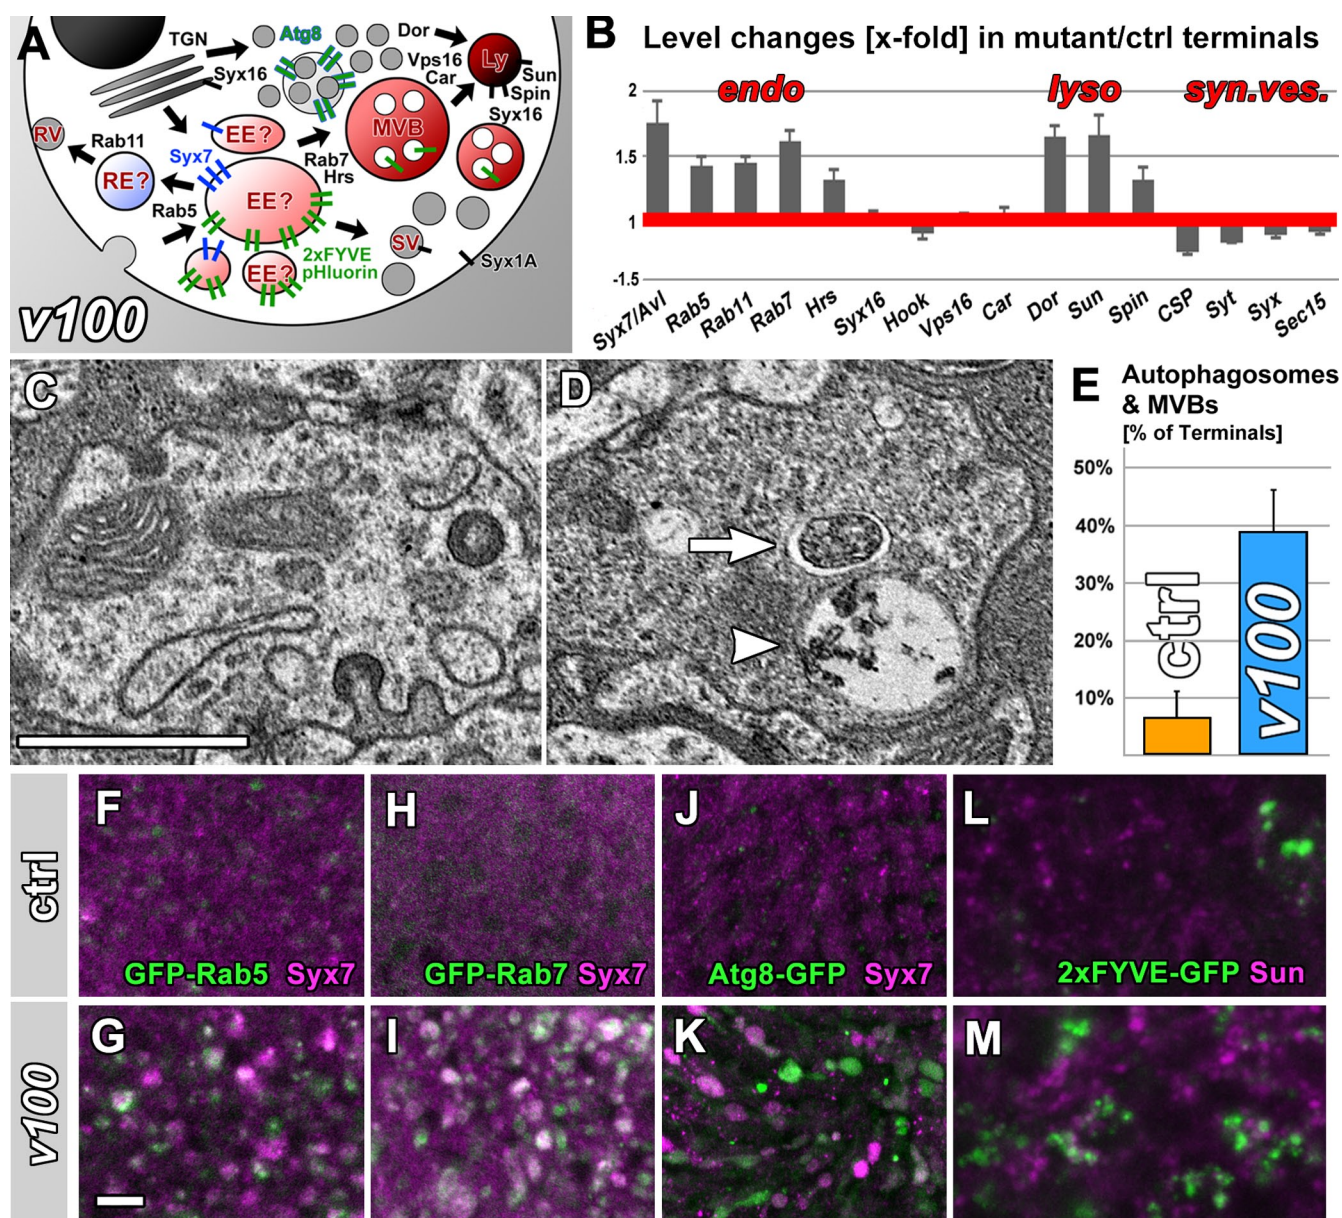 A
TGN
Atg8
Dor
Vps16
Car
Ly
Syx16
Sun
Spin
Syx16
RV
Rab11
EE?
MVB
Syx7
Rab7
Hrs
RE?
EE?
Rab5
SV
2xFYVE
pHluorin
EE?
Syx1A
v100
B
Level changes [x-fold] in mutant/ctrl terminals
endo
lyso
syn.ves.
2
1.5
1
-1.5
Syx7/Avl
Rab5
Rab11
Rab7
Hrs
Syx16
Hook
Vps16
Car
Dor
Sun
Spin
CSP
Syt
Syx
Sec15
C
D
E
Autophagosomes
& MVBs
[% of Terminals]
50%
40%
30%
20%
10%
ctrl
v100
ctrl
F
GFP-Rab5 Syx7
H
GFP-Rab7 Syx7
J
Atg8-GFP Syx7
L
2xFYVE-GFP Sun
v100
G
I
K
M